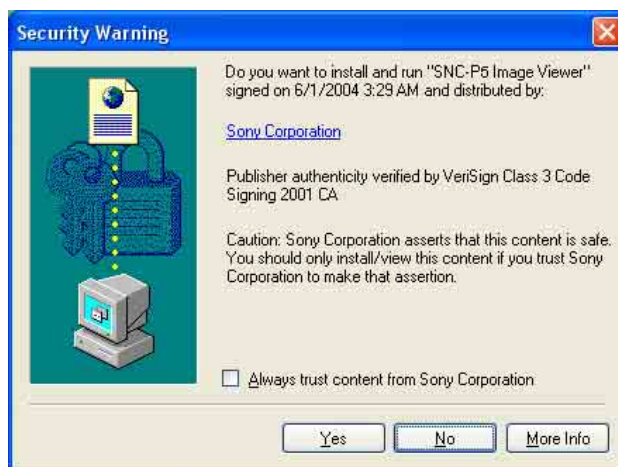 Security Warning
Do you want to install and run "SNC-P5 Image Viewer"
signed on 6/1/2004 3:29 AM and distributed by:
Sony Corporation
Publisher authenticity verified by VeriSign Class 3 Code
Signing 2001 CA
Caution: Sony Corporation asserts that this content is safe.
You should only install/view this content if you trust Sony
Corporation to make that assertion.
Always trust content from Sony Corporation
Yes
No
More Info